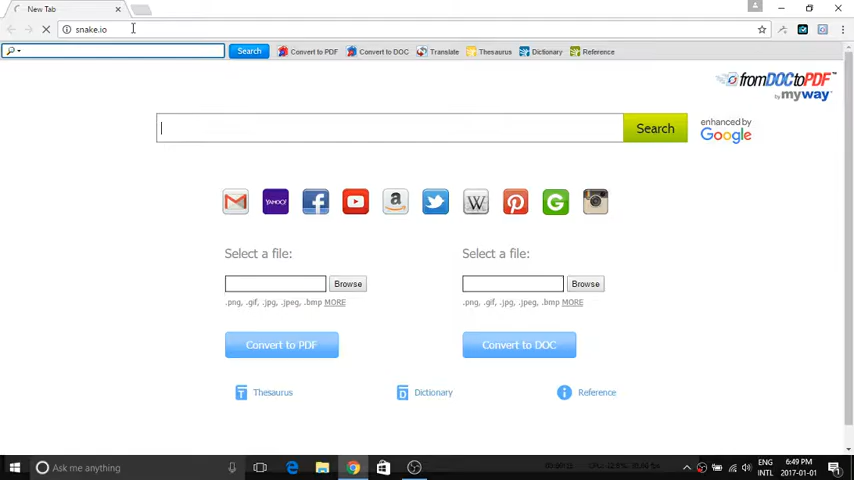 New Tab
snake.io
Search Convert to PDF Convert to DOC Translate Thesaurus Dictionary Reference
fromDOCtoPDF
by myway
Search
enhanced by
Google
YAHOO!
Select a file: Select a file:
Browse Browse
.png, .gif, .jpg, .jpeg, .bmp MORE .png, .gif, .jpg, .jpeg, .bmp MORE
Convert to PDF Convert to DOC
Thesaurus Dictionary Reference
Ask me anything
ENG 6:49 PM
INTL 2017-01-01